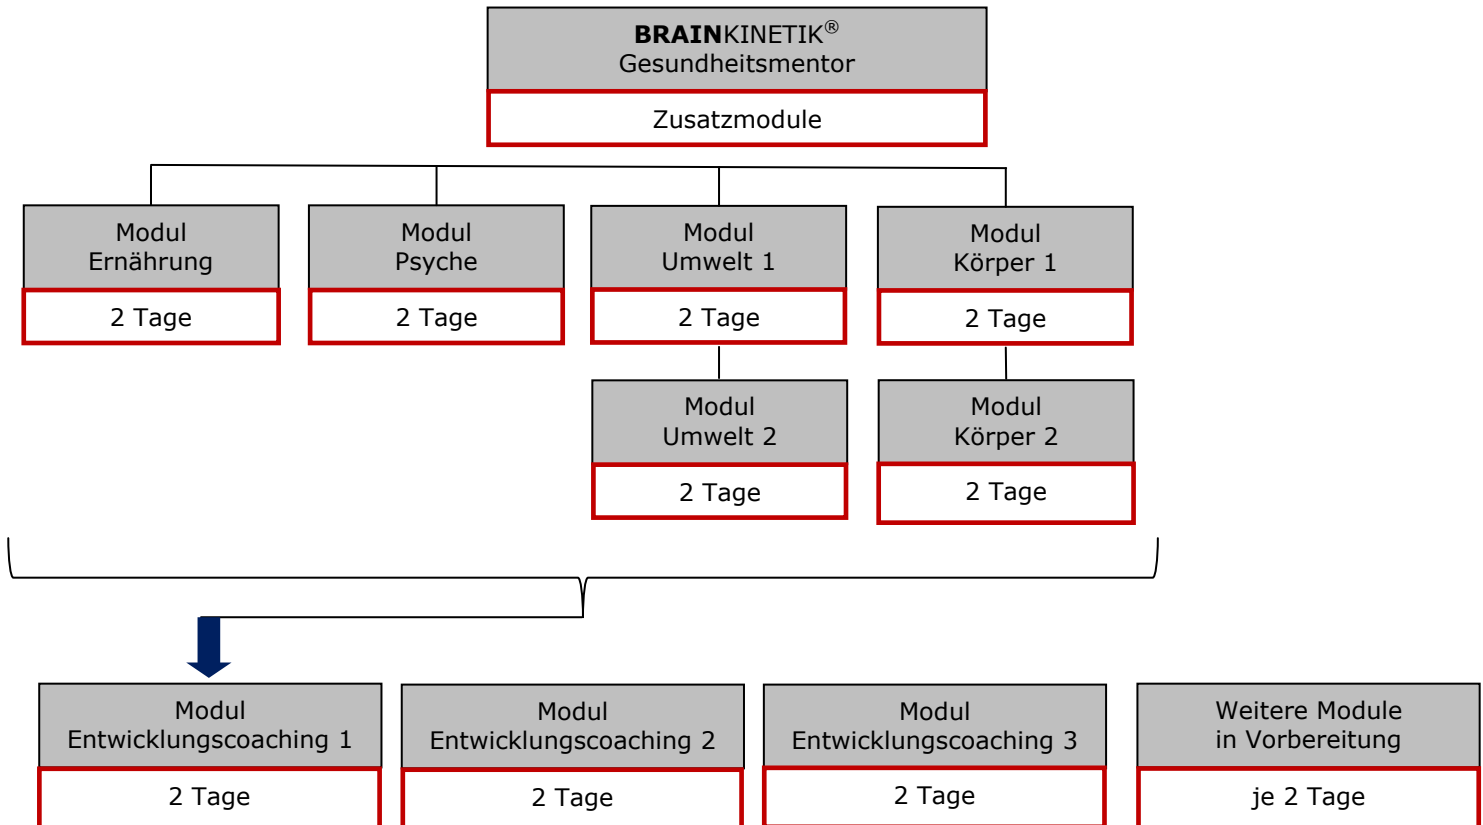 BRAINKINETIK®
Gesundheitsmentor
Zusatzmodule
Modul
Ernährung
2 Tage
Modul
Psyche
2 Tage
Modul
Umwelt 1
2 Tage
Modul
Körper 1
2 Tage
Modul
Umwelt 2
2 Tage
Modul
Körper 2
2 Tage
Modul
Entwicklungscoaching 1
2 Tage
Modul
Entwicklungscoaching 2
2 Tage
Modul
Entwicklungscoaching 3
2 Tage
Weitere Module
in Vorbereitung
je 2 Tage